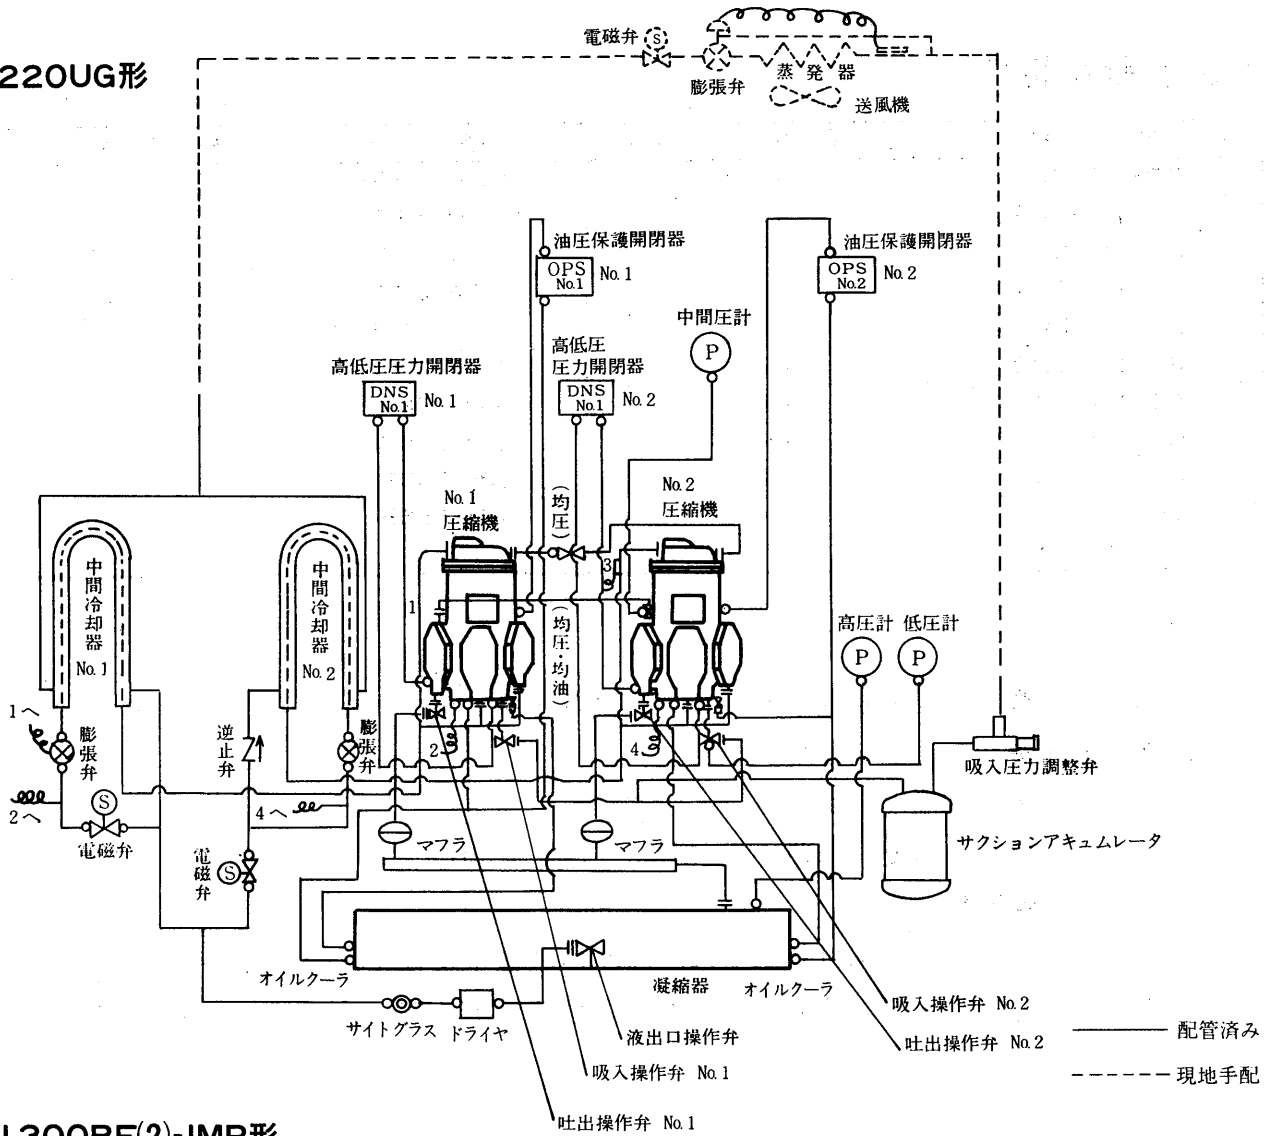 電磁弁
S
220UG形
膨張弁
蒸発器
送風機
油圧保護開閉器
OPS
No.1
No. 1
油圧保護開閉器
OPS
No.2
No. 2
中間圧計
P
高低圧圧力開閉器
DNS
No.1
No. 1
高低圧
圧力開閉器
DNS
No.1
No. 2
No. 1
圧縮機
(均圧)
No. 2
圧縮機
3
1
(均圧・均油)
中間冷却器
No. 1
中間冷却器
No. 2
高圧計
P
低圧計
P
1へ
膨張弁
2へ
S
電磁弁
逆止弁
膨張弁
4へ
電磁弁
S
2
4
吸入圧力調整弁
マフラ
マフラ
サクションアキュムレータ
オイルクーラ
凝縮器
オイルクーラ
サイトグラス
ドライヤ
液出口操作弁
吸入操作弁 No.2
吐出操作弁 No.2
吸入操作弁 No.1
吐出操作弁 No.1
配管済み
現地手配